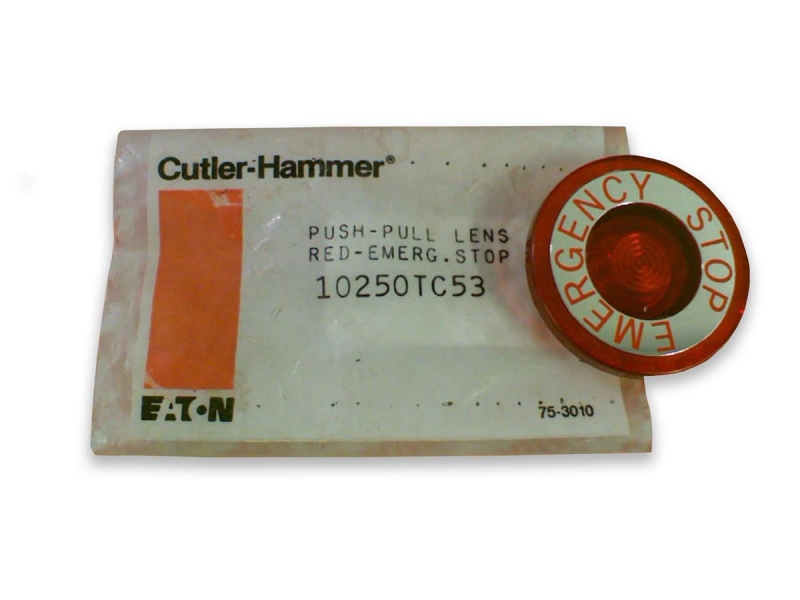 Cutler-Hammer®
PUSH-PULL LENS
RED-EMERG.STOP
10250TC53
EATON
75-3010
EMERGENCY STOP